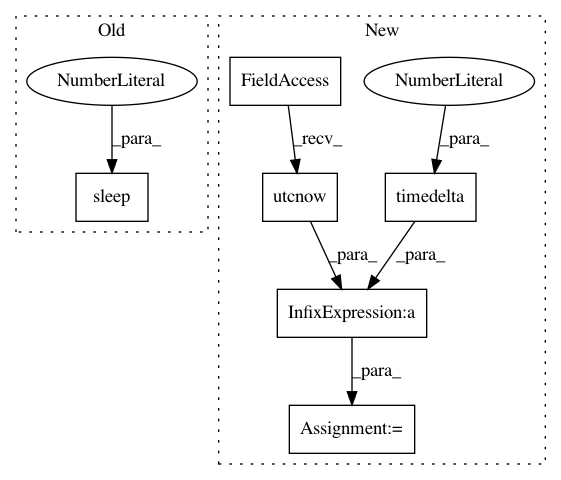 Old
New
NumberLiteral
FieldAccess
NumberLiteral
_para_
_recv_
_para_
sleep
utcnow
timedelta
_para_
_para_
InfixExpression:a
_para_
Assignment:=